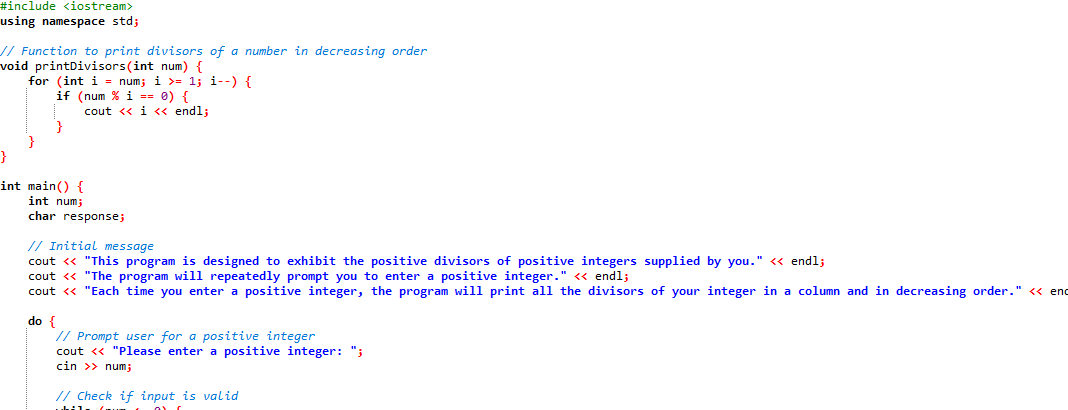 #include <iostream>
using namespace std;

// Function to print divisors of a number in decreasing order
void printDivisors(int num) {
    for (int i = num; i >= 1; i--) {
        if (num % i == 0) {
            cout << i << endl;
        }
    }
}

int main() {
    int num;
    char response;

    // Initial message
    cout << "This program is designed to exhibit the positive divisors of positive integers supplied by you." << endl;
    cout << "The program will repeatedly prompt you to enter a positive integer." << endl;
    cout << "Each time you enter a positive integer, the program will print all the divisors of your integer in a column and in decreasing order." <<

    do {
        // Prompt user for a positive integer
        cout << "Please enter a positive integer: ";
        cin >> num;

        // Check if input is valid